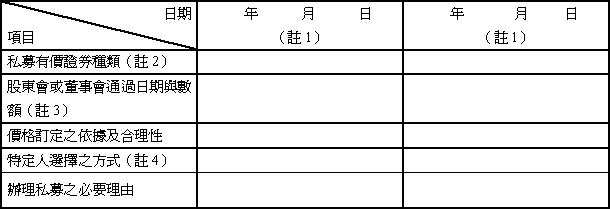 日期 年 月 日 年 月 日
項目 （註1） （註1）
私募有價證券種類（註2）
股東會或董事會通過日期與數
額（註3）
價格訂定之依據及合理性
特定人選擇之方式（註4）
辦理私募之必要理由